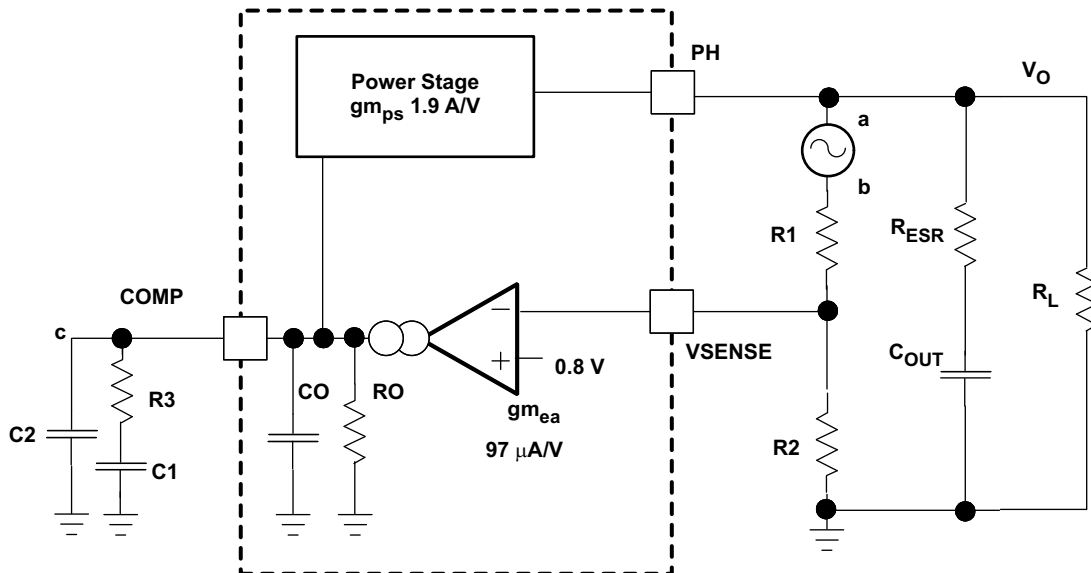 Power Stage
gm_ps 1.9 A/V
PH
V_O
a
b
R1
R_ESR
R_L
COMP
c
VSENSE
−
+
0.8 V
C_OUT
R3
CO
RO
gm_ea
97 μA/V
C2
C1
R2